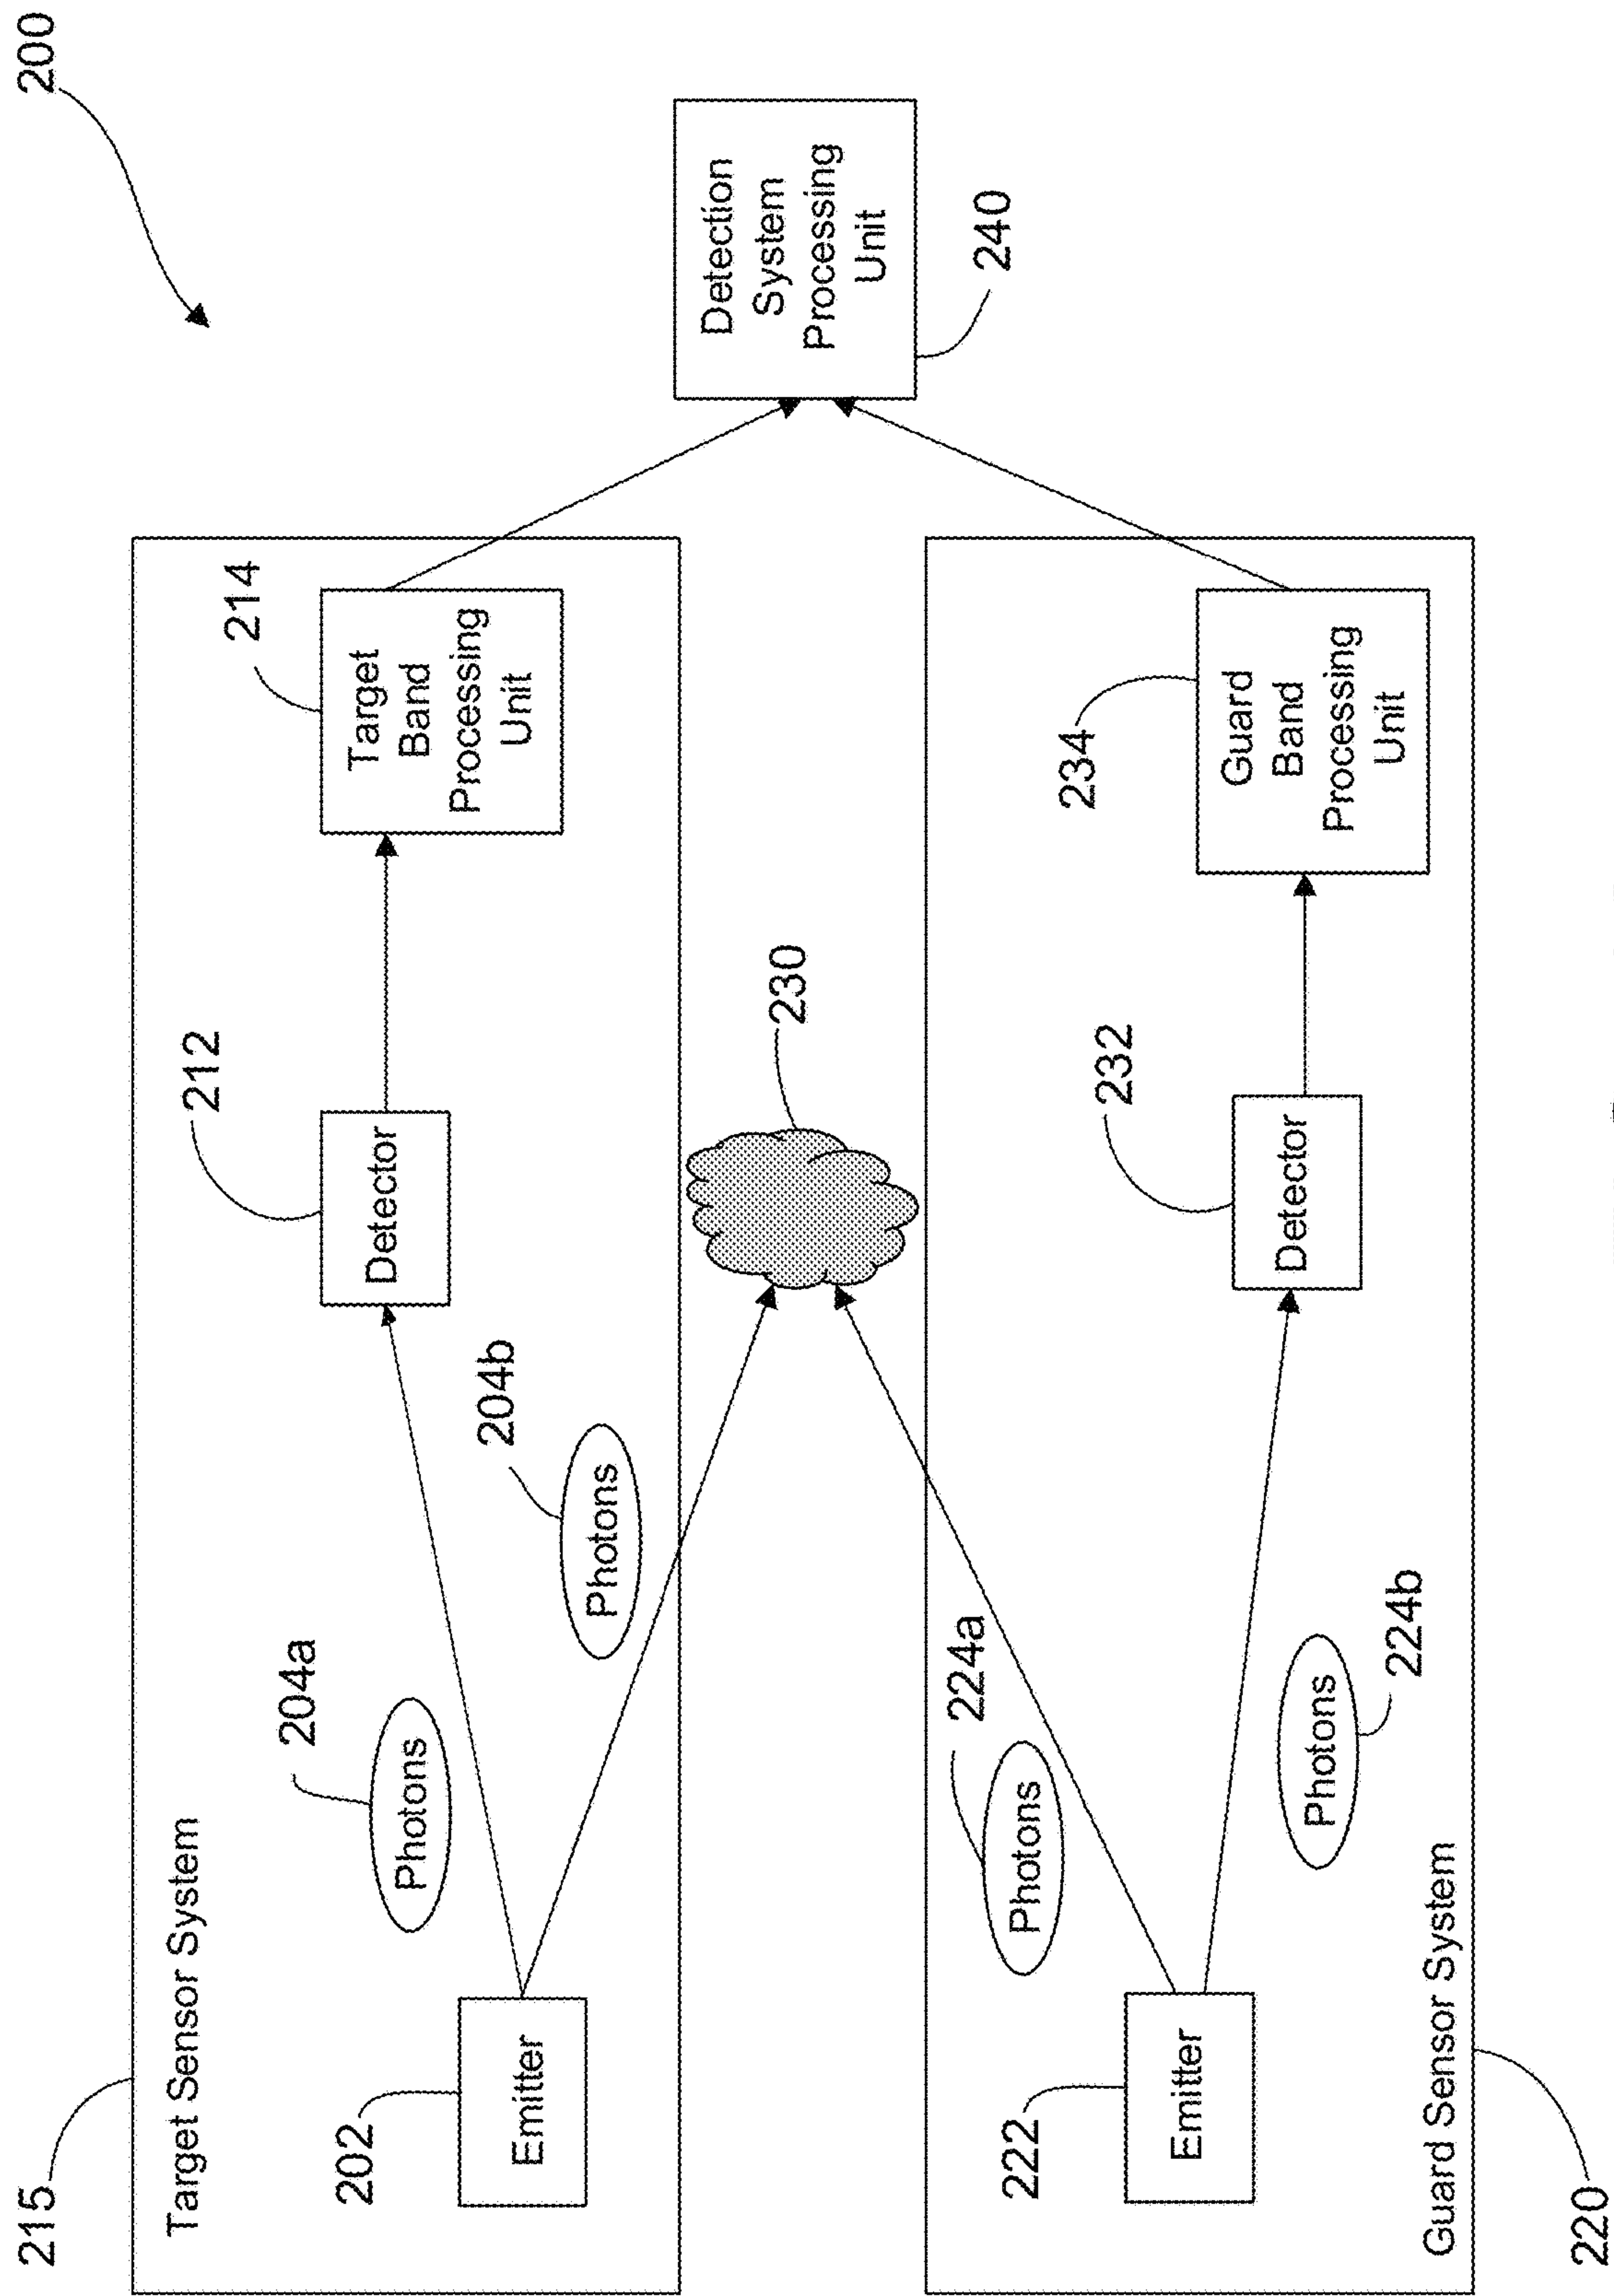 200
215
Target Sensor System
202
Emitter
204a
Photons
204b
Photons
212
Detector
214
Target
Band
Processing
Unit
230
Detection
System
Processing
Unit
240
222
Emitter
224a
Photons
224b
Photons
232
Detector
234
Guard
Band
Processing
Unit
Guard Sensor System
220